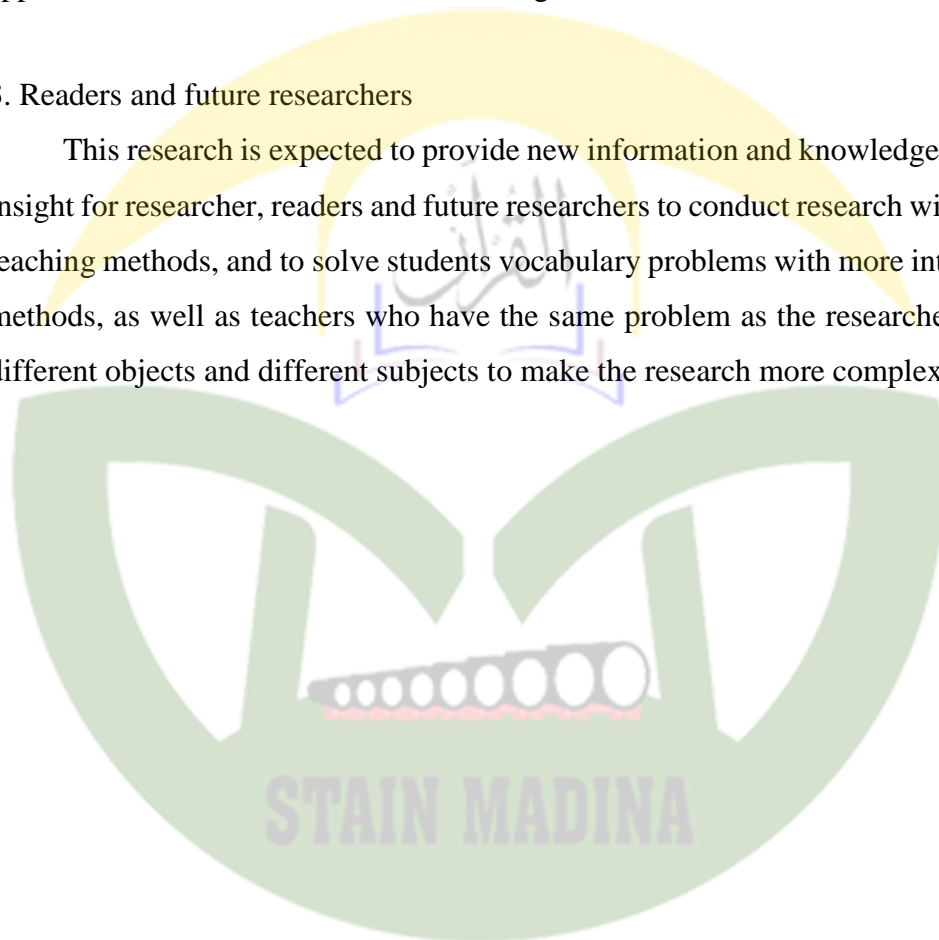 . Readers and future researchers
This research is expected to provide new information and knowledge
nsight for researcher, readers and future researchers to conduct research wi
eaching methods, and to solve students vocabulary problems with more int
methods, as well as teachers who have the same problem as the researche
different objects and different subjects to make the research more complex
القرآن
STAIN MADINA